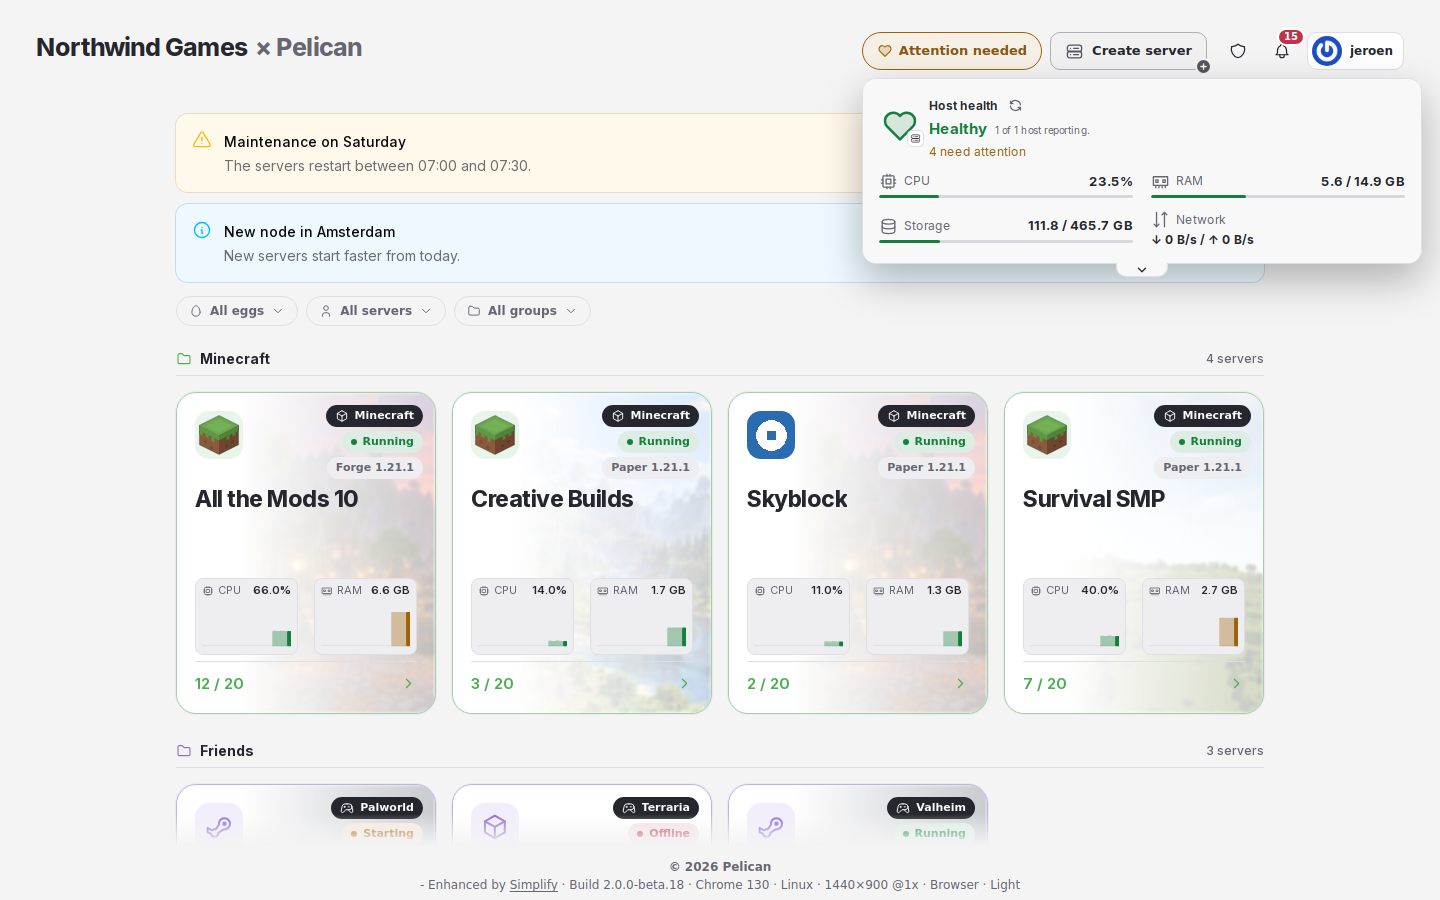 Northwind Games × Pelican
Attention needed
Create server
15
jeroen
Host health
Healthy 1 of 1 host reporting.
4 need attention
CPU 23.5%
RAM 5.6 / 14.9 GB
Storage 111.8 / 465.7 GB
Network
↓ 0 B/s / ↑ 0 B/s
Maintenance on Saturday
The servers restart between 07:00 and 07:30.
New node in Amsterdam
New servers start faster from today.
All eggs
All servers
All groups
Minecraft
4 servers
Minecraft
Running
Forge 1.21.1
All the Mods 10
CPU 66.0%
RAM 6.6 GB
12 / 20
Minecraft
Running
Paper 1.21.1
Creative Builds
CPU 14.0%
RAM 1.7 GB
3 / 20
Minecraft
Running
Paper 1.21.1
Skyblock
CPU 11.0%
RAM 1.3 GB
2 / 20
Minecraft
Running
Paper 1.21.1
Survival SMP
CPU 40.0%
RAM 2.7 GB
7 / 20
Friends
3 servers
Palworld
Starting
Terraria
Offline
Valheim
Running
© 2026 Pelican
- Enhanced by Simplify · Build 2.0.0-beta.18 · Chrome 130 · Linux · 1440×900 @1x · Browser · Light